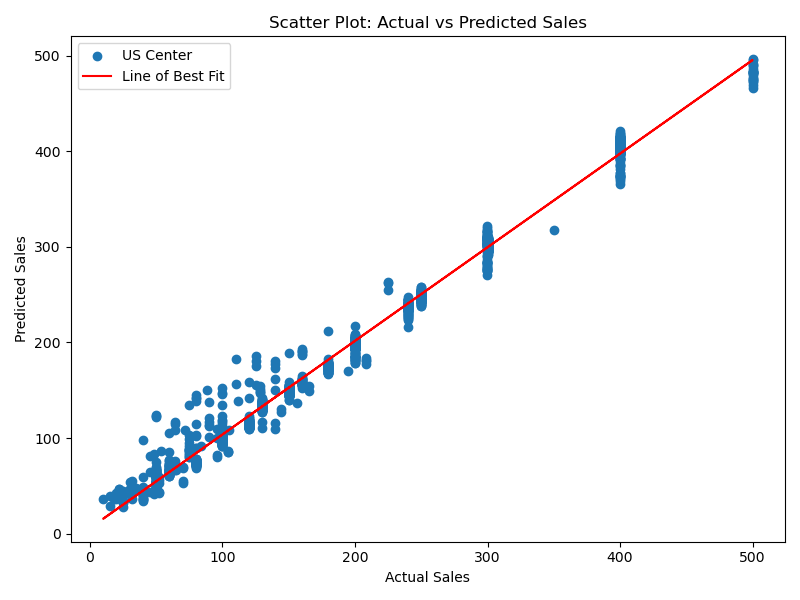 Scatter Plot: Actual vs Predicted Sales
US Center
Line of Best Fit
500
400
300
200
100
0
Predicted Sales
0 100 200 300 400 500
Actual Sales